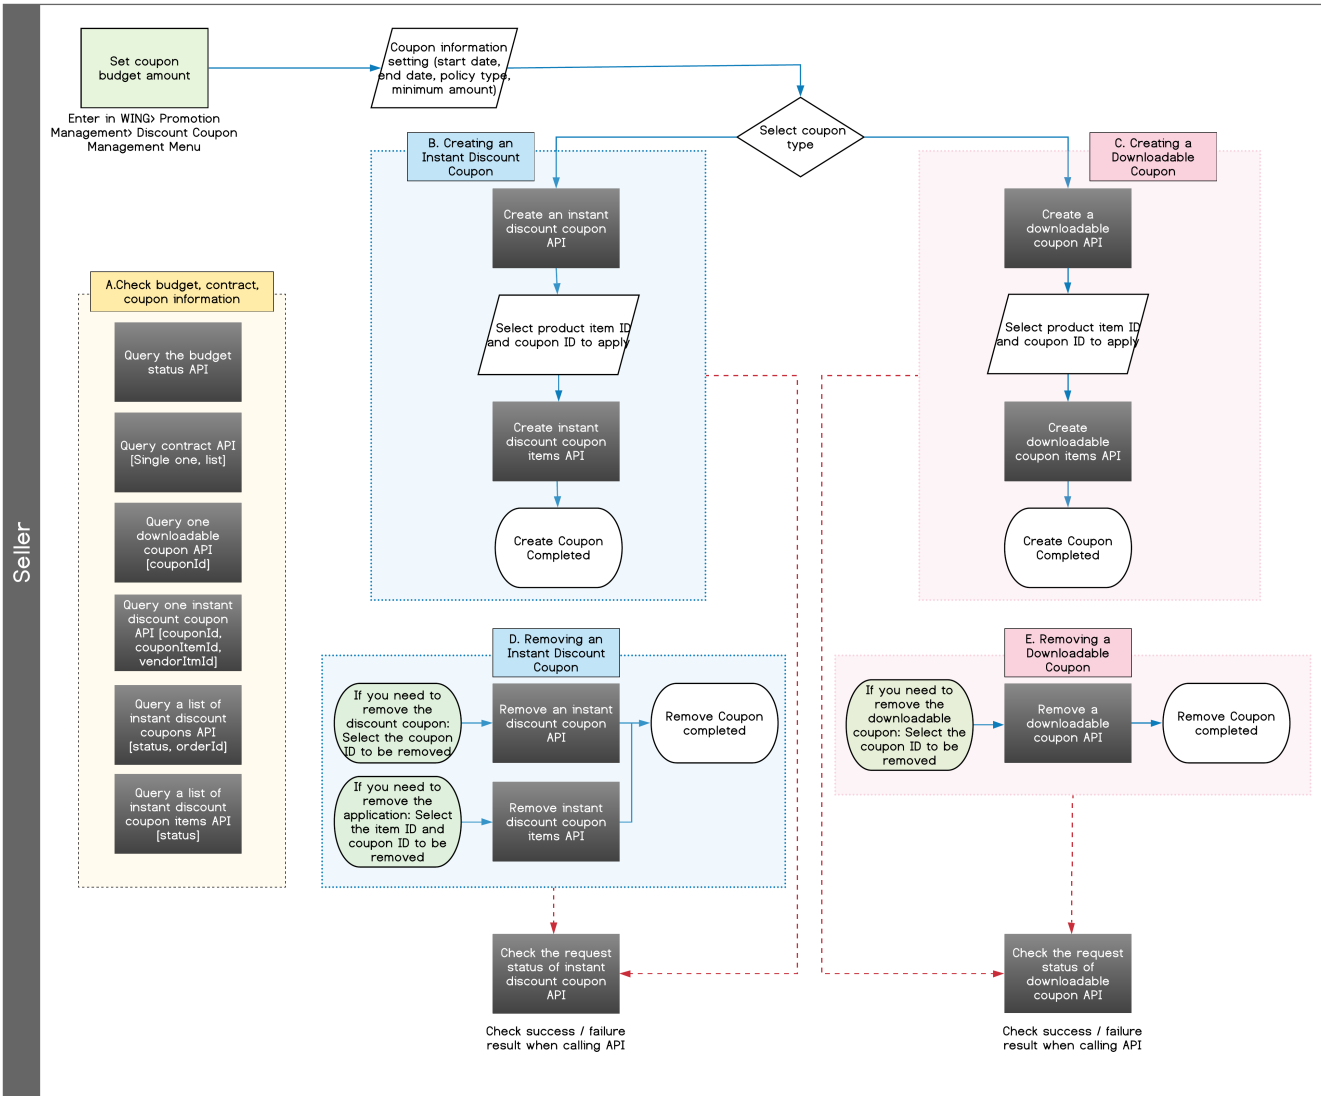 Seller
Set coupon
budget amount
Enter in WING> Promotion
Management> Discount Coupon
Management Menu
Coupon information
setting (start date,
end date, policy type,
minimum amount)
Select coupon
type
A.Check budget, contract,
coupon information
Query the budget
status API
Query contract API
[Single one, list]
Query one
downloadable
coupon API
[couponId]
Query one instant
discount coupon
API [couponId,
couponItemId,
vendorItmId]
Query a list of
instant discount
coupons API
[status, orderId]
Query a list of
instant discount
coupon items API
[status]
B. Creating an
Instant Discount
Coupon
Create an instant
discount coupon
API
Select product item ID
and coupon ID to apply
Create instant
discount coupon
items API
Create Coupon
Completed
C. Creating a
Downloadable
Coupon
Create a
downloadable
coupon API
Select product item ID
and coupon ID to apply
Create
downloadable
coupon items API
Create Coupon
Completed
D. Removing an
Instant Discount
Coupon
If you need to
remove the
discount coupon:
Select the coupon
ID to be removed
Remove an instant
discount coupon
API
Remove Coupon
completed
If you need to
remove the
application: Select
the item ID and
coupon ID to be
removed
Remove instant
discount coupon
items API
E. Removing a
Downloadable
Coupon
If you need to
remove the
downloadable
coupon: Select the
coupon ID to be
removed
Remove a
downloadable
coupon API
Remove Coupon
completed
Check the request
status of instant
discount coupon
API
Check success / failure
result when calling API
Check the request
status of
downloadable
coupon API
Check success / failure
result when calling API